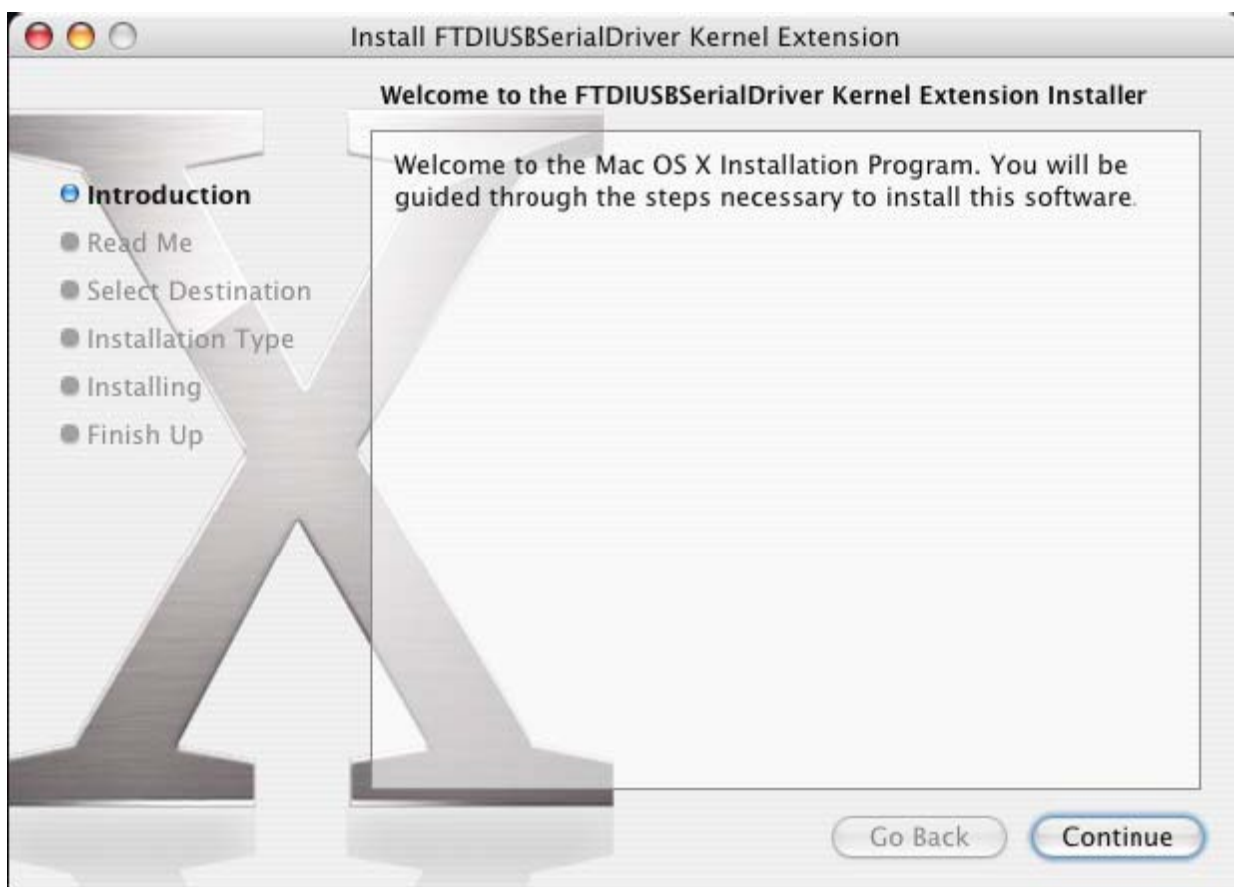 Install FTDIUSBSerialDriver Kernel Extension
Welcome to the FTDIUSBSerialDriver Kernel Extension Installer
Introduction
Read Me
Select Destination
Installation Type
Installing
Finish Up
Welcome to the Mac OS X Installation Program. You will be
guided through the steps necessary to install this software.
Go Back
Continue